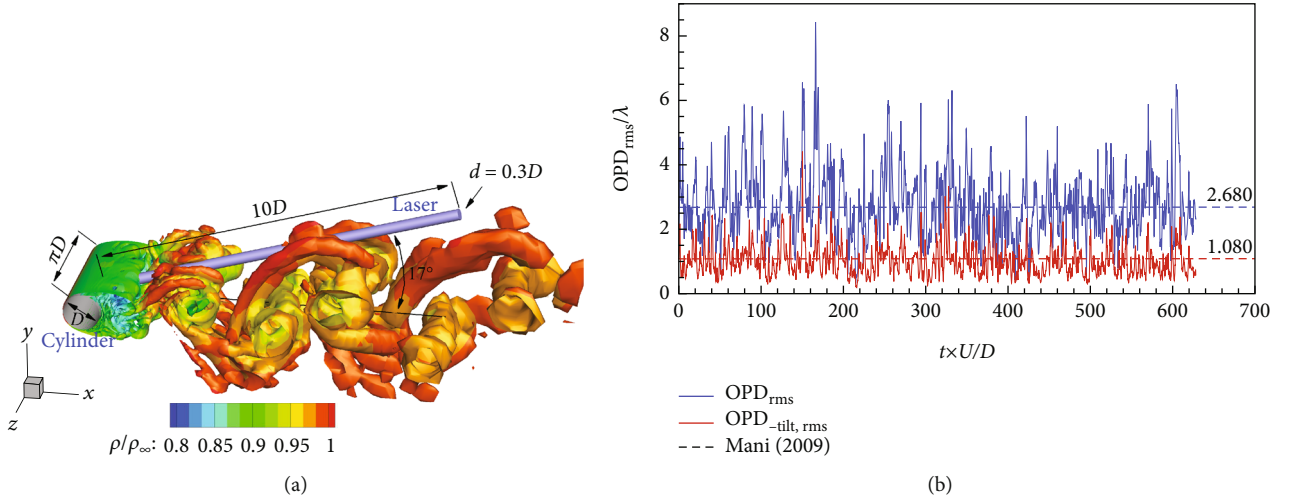 d = 0.3D
10D
Laser
πD
17°
D
Cylinder
y
x
z
ρ/ρ∞: 0.8 0.85 0.9 0.95 1
(a)
8
6
4
2
0
OPDrms/λ
2.680
1.080
0 100 200 300 400 500 600 700
t×U/D
OPDrms
OPD–tilt, rms
Mani (2009)
(b)